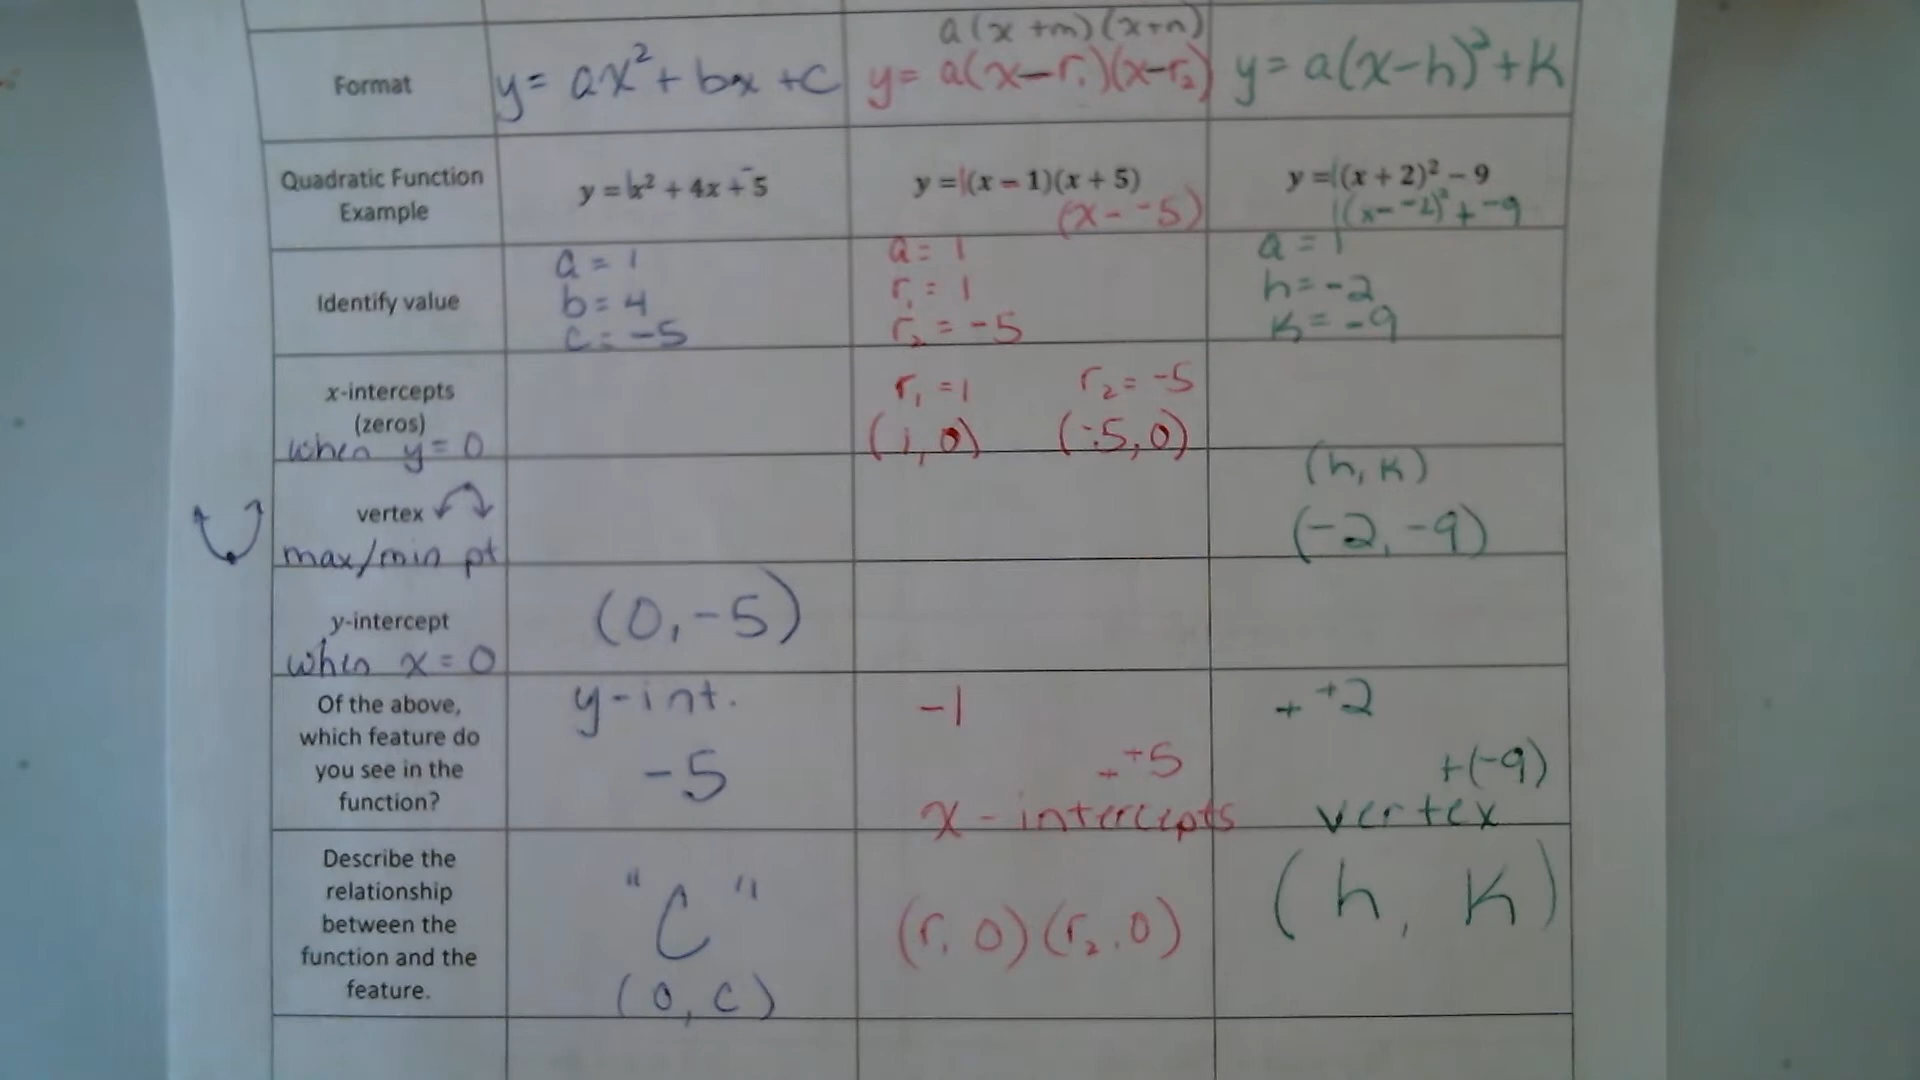 a(x+m)(x+n)
Format y = ax² + bx + c y = a(x-r₁)(x-r₂) y = a(x-h)² + k
Quadratic Function y = 1x² + 4x + -5 y = 1(x - 1)(x + 5) y = 1(x + 2)² - 9
Example (x - -5) 1(x - -2)² + -9
a = 1 a = 1 a = 1
Identify value b = 4 r₁ = 1 h = -2
c = -5 r₂ = -5 k = -9
x-intercepts r₁ = 1 r₂ = -5
(zeros) (1, 0) (-5, 0)
when y = 0
(h, k)
vertex (-2, -9)
max/min pt
y-intercept (0, -5)
when x = 0
Of the above, y-int. -1 - +2
which feature do
you see in the -5 - +5 +(-9)
function? x-intercepts vertex
Describe the
relationship "C" (r₁ 0) (r₂, 0) (h, k)
between the
function and the
feature. (0, c)